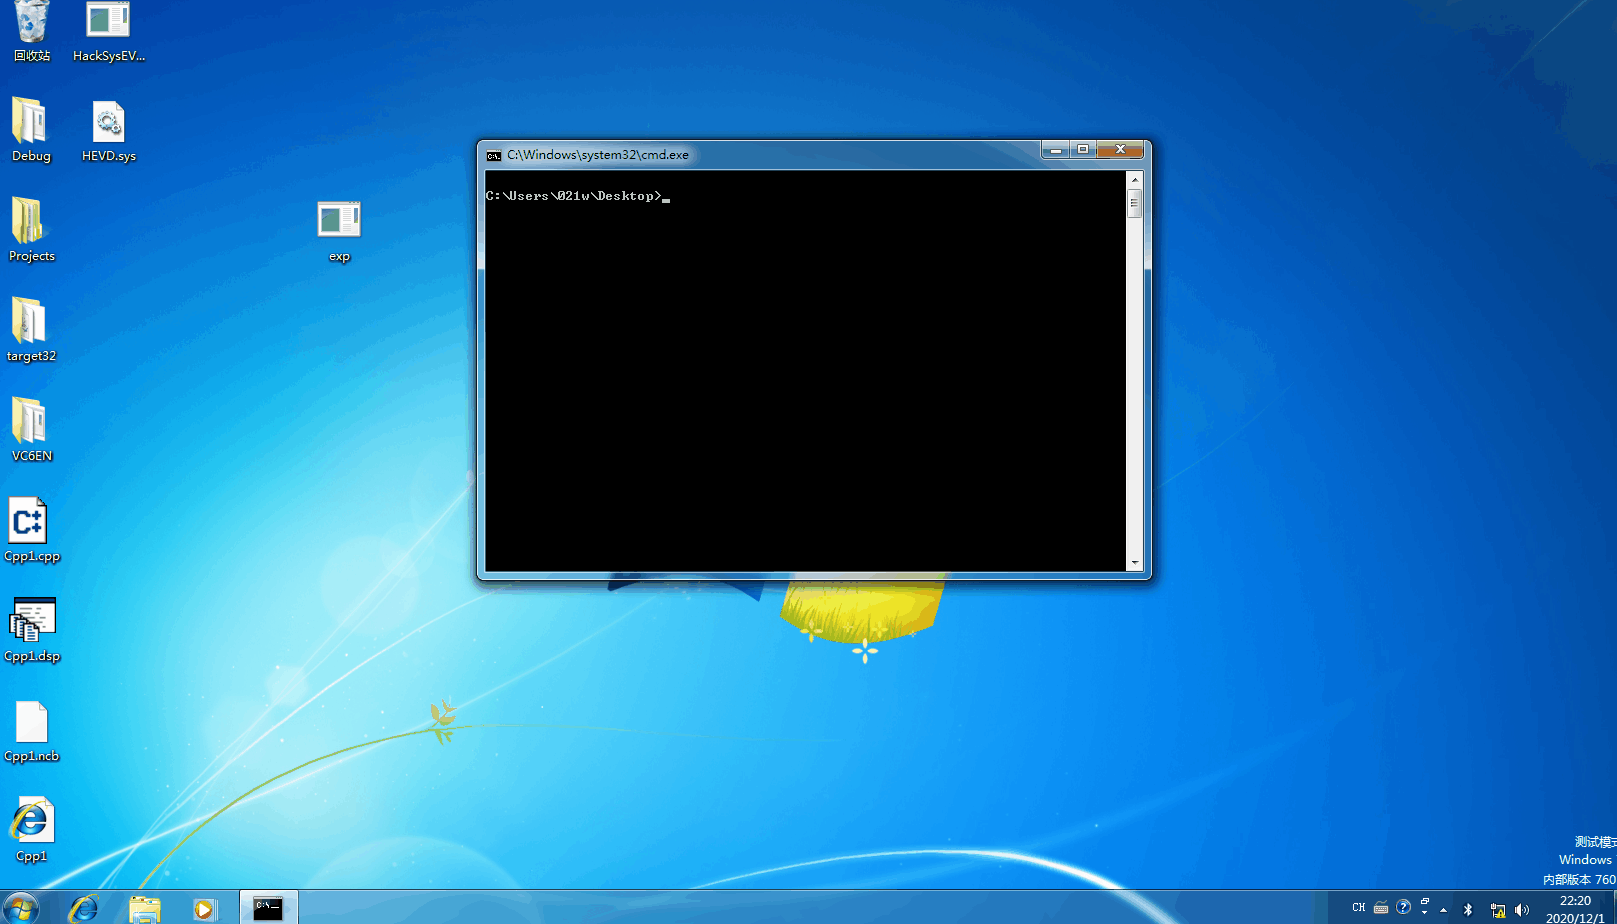 回收站
HackSysEV...
Debug
HEVD.sys
Projects
exp
target32
VC6EN
Cpp1.cpp
Cpp1.dsp
Cpp1.ncb
Cpp1
C:\Windows\system32\cmd.exe
C:\Users\021w\Desktop>
测试模式
Windows 7
内部版本 760
CH
22:20
2020/12/1